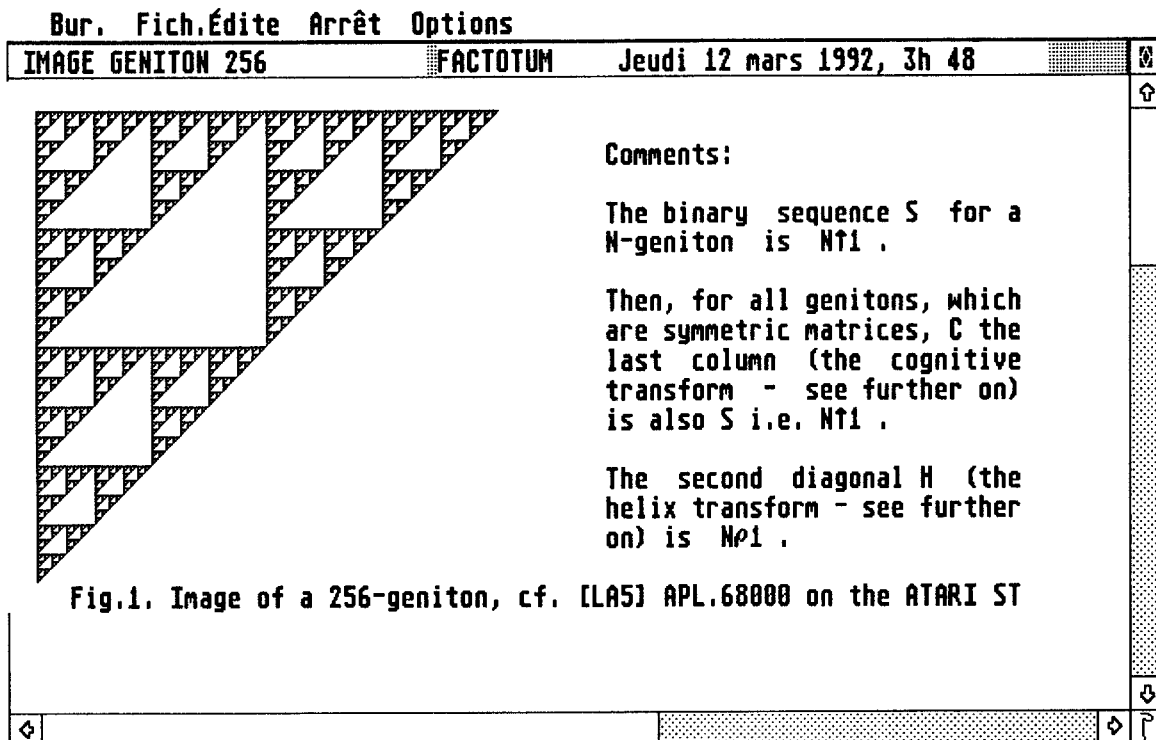 Bur. Fich. Édite Arrêt Options
IMAGE GENITON 256 FACTOTUM Jeudi 12 mars 1992, 3h 48
Comments:
The binary sequence S for a
N-geniton is N↑1 .
Then, for all genitons, which
are symmetric matrices, C the
last column (the cognitive
transform - see further on)
is also S i.e. N↑1 .
The second diagonal H (the
helix transform - see further
on) is N⍴1 .
Fig.1. Image of a 256-geniton, cf. [LA5] APL.68000 on the ATARI ST